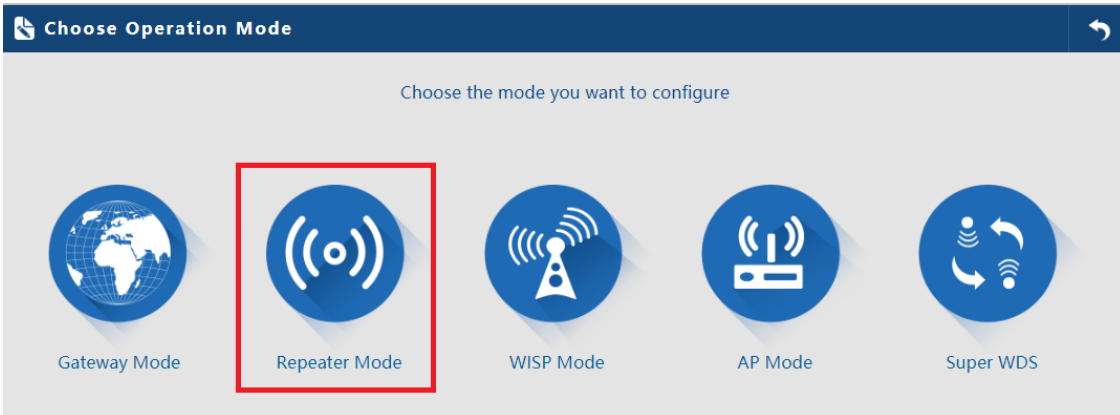 Choose Operation Mode
Choose the mode you want to configure
Gateway Mode
Repeater Mode
WISP Mode
AP Mode
Super WDS